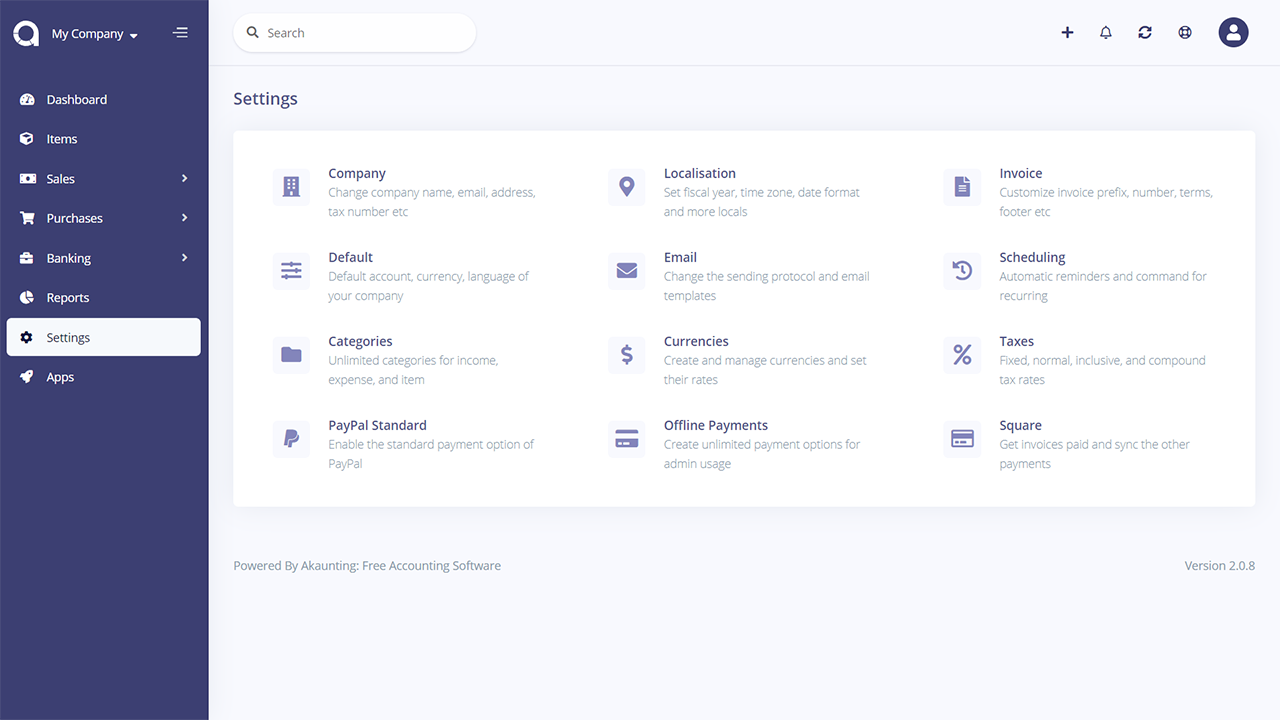 My Company
Search
Dashboard
Items
Sales
Purchases
Banking
Reports
Settings
Apps
Settings
Company
Change company name, email, address,
tax number etc
Localisation
Set fiscal year, time zone, date format
and more locals
Invoice
Customize invoice prefix, number, terms,
footer etc
Default
Default account, currency, language of
your company
Email
Change the sending protocol and email
templates
Scheduling
Automatic reminders and command for
recurring
Categories
Unlimited categories for income,
expense, and item
Currencies
Create and manage currencies and set
their rates
Taxes
Fixed, normal, inclusive, and compound
tax rates
PayPal Standard
Enable the standard payment option of
PayPal
Offline Payments
Create unlimited payment options for
admin usage
Square
Get invoices paid and sync the other
payments
Powered By Akaunting: Free Accounting Software
Version 2.0.8